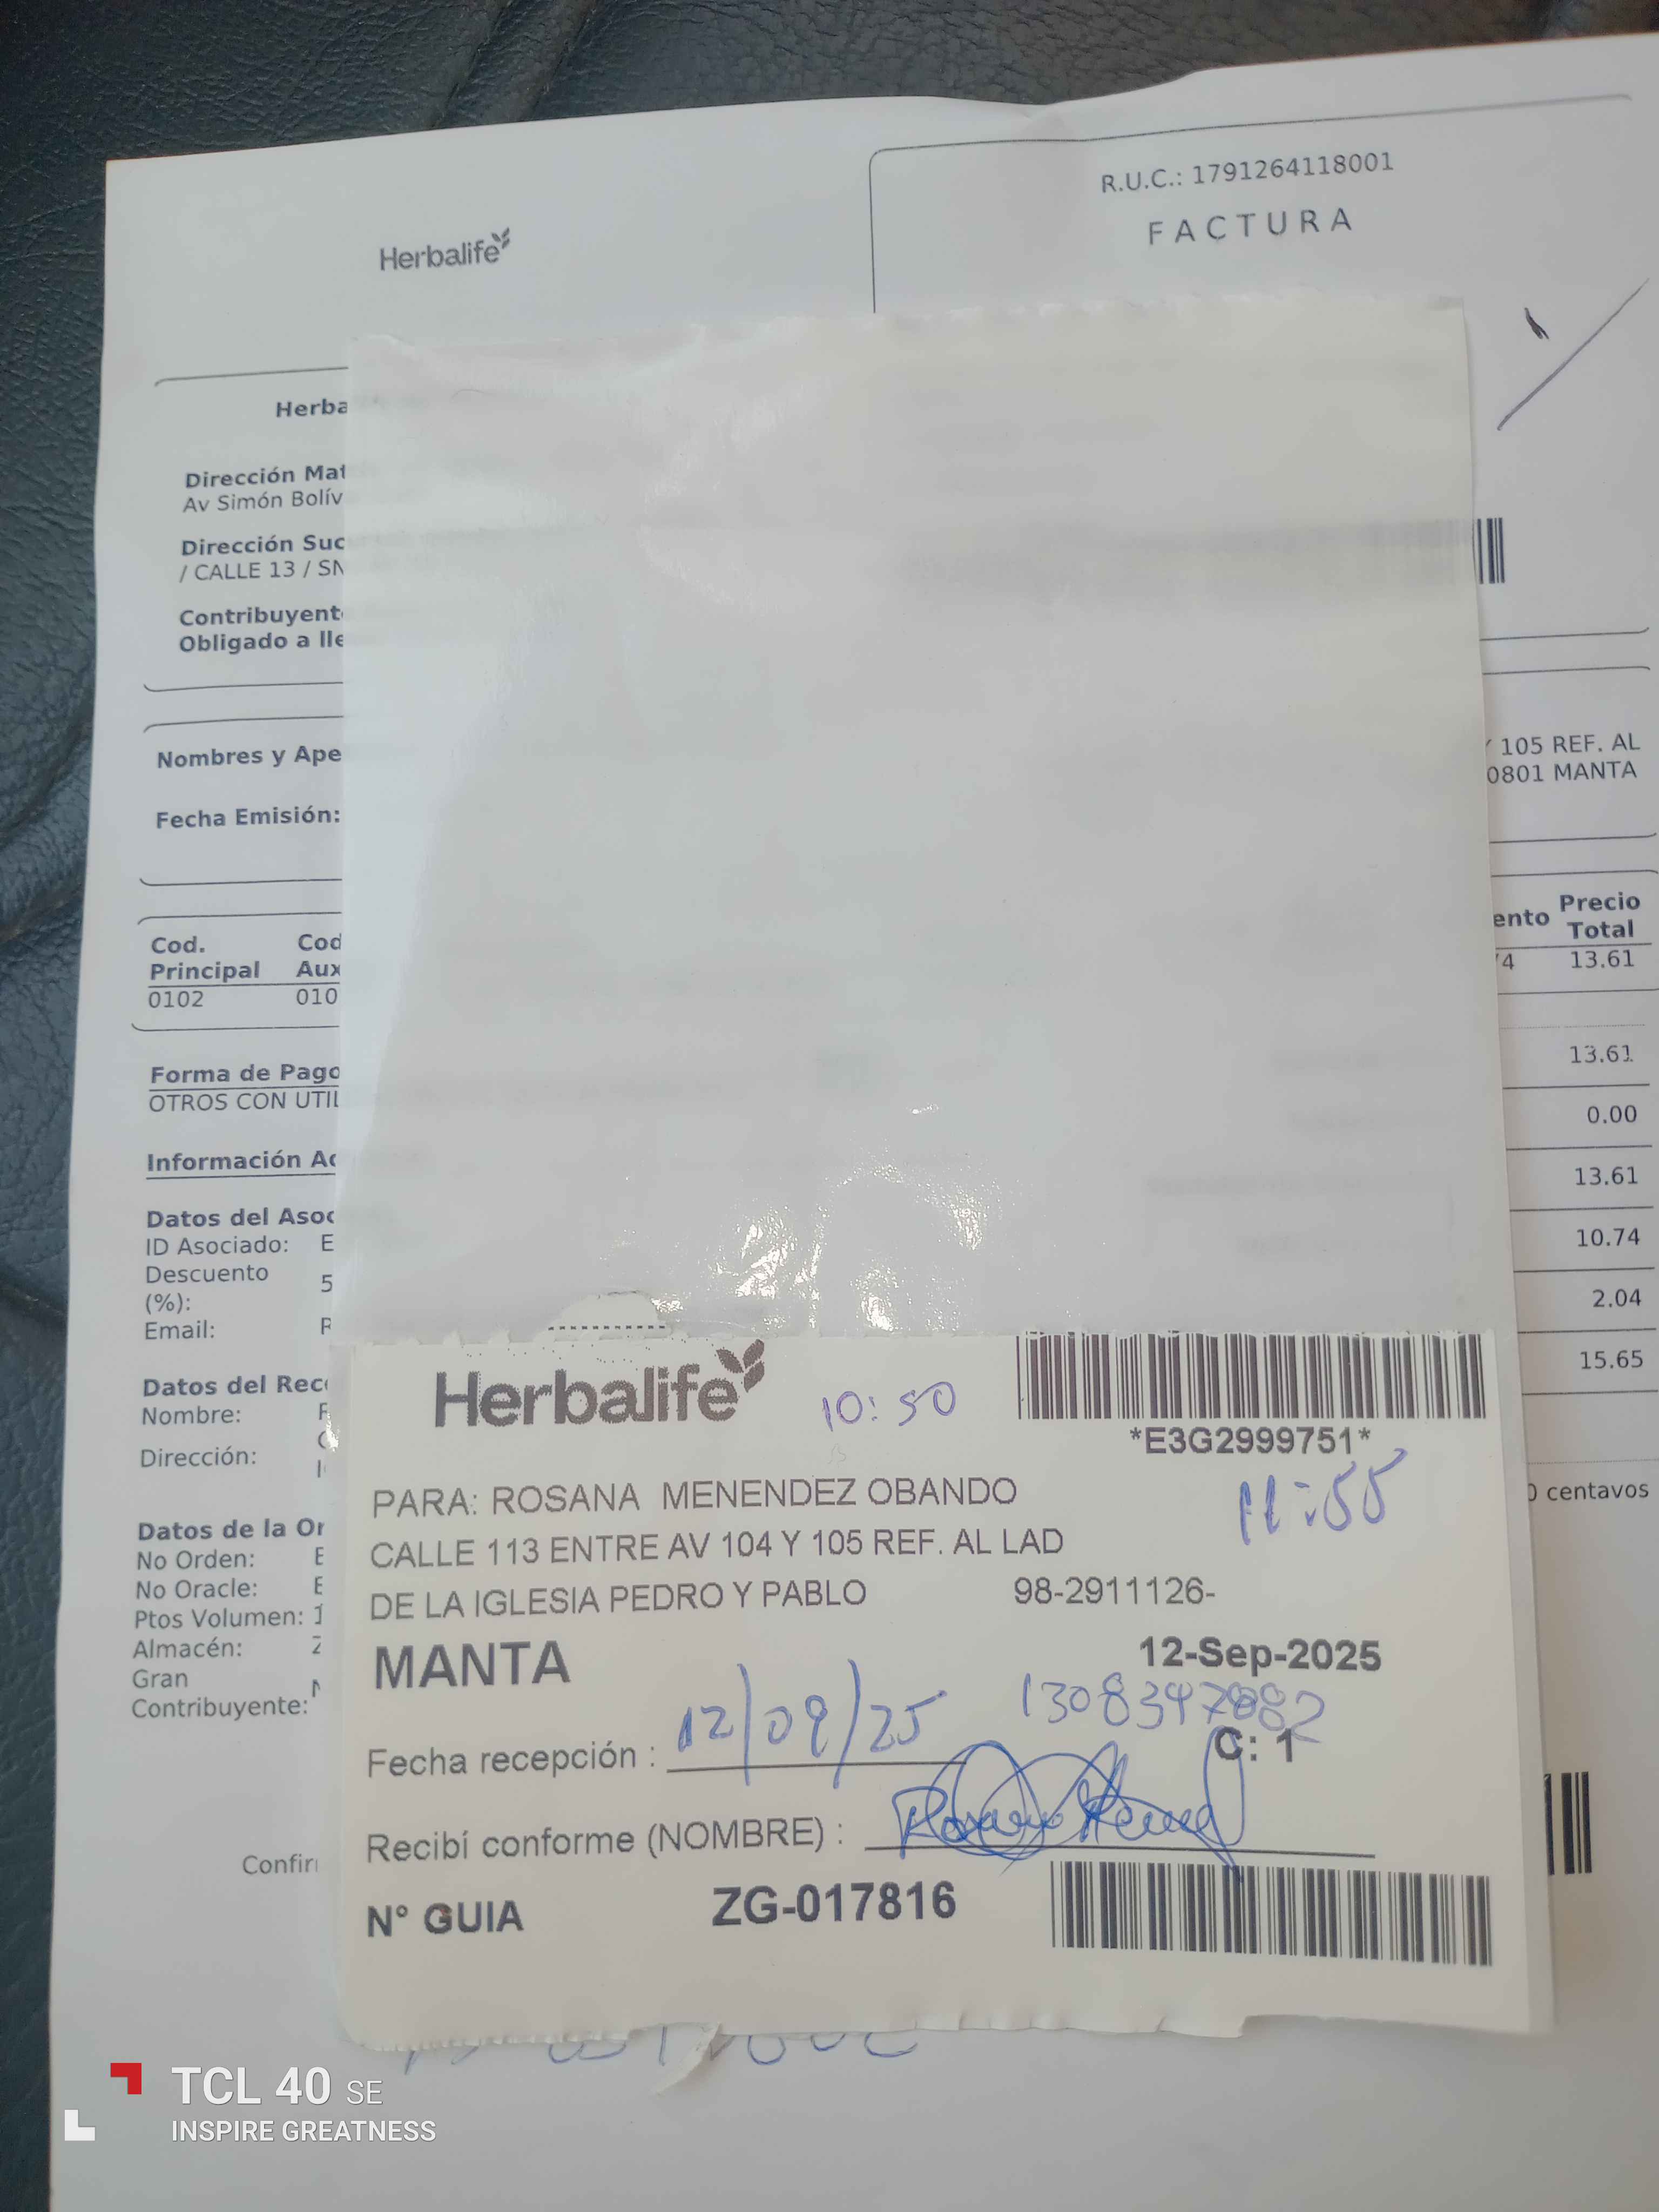 R.U.C.: 1791264118001
FACTURA
Herbalife
Herba
Dirección Mat
Av Simón Bolív
Dirección Suc
/ CALLE 13 / SN
Contribuyent
Obligado a lle
Nombres y Ape
105 REF. AL
0801 MANTA
Fecha Emisión:
Cod. Principal Cod Aux ento Precio Total
0102 010 4 13.61
13.61
0.00
13.61
10.74
2.04
15.65
Forma de Pago
OTROS CON UTIL
Información Ad
Datos del Asoc
ID Asociado: E
Descuento (%): 5
Email: R
Datos del Rec
Nombre:
Dirección:
Datos de la Or
No Orden: E
No Oracle: E
Ptos Volumen: 1
Almacén:
Gran Contribuyente:
Confir
centavos
Herbalife 10:50
*E3G2999751*
11:55
PARA: ROSANA MENENDEZ OBANDO
CALLE 113 ENTRE AV 104 Y 105 REF. AL LAD
DE LA IGLESIA PEDRO Y PABLO 98-2911126-
MANTA 12-Sep-2025
Fecha recepción : 12/09/25
C: 1
Recibí conforme (NOMBRE) :
N° GUIA ZG-017816
TCL 40 SE
INSPIRE GREATNESS